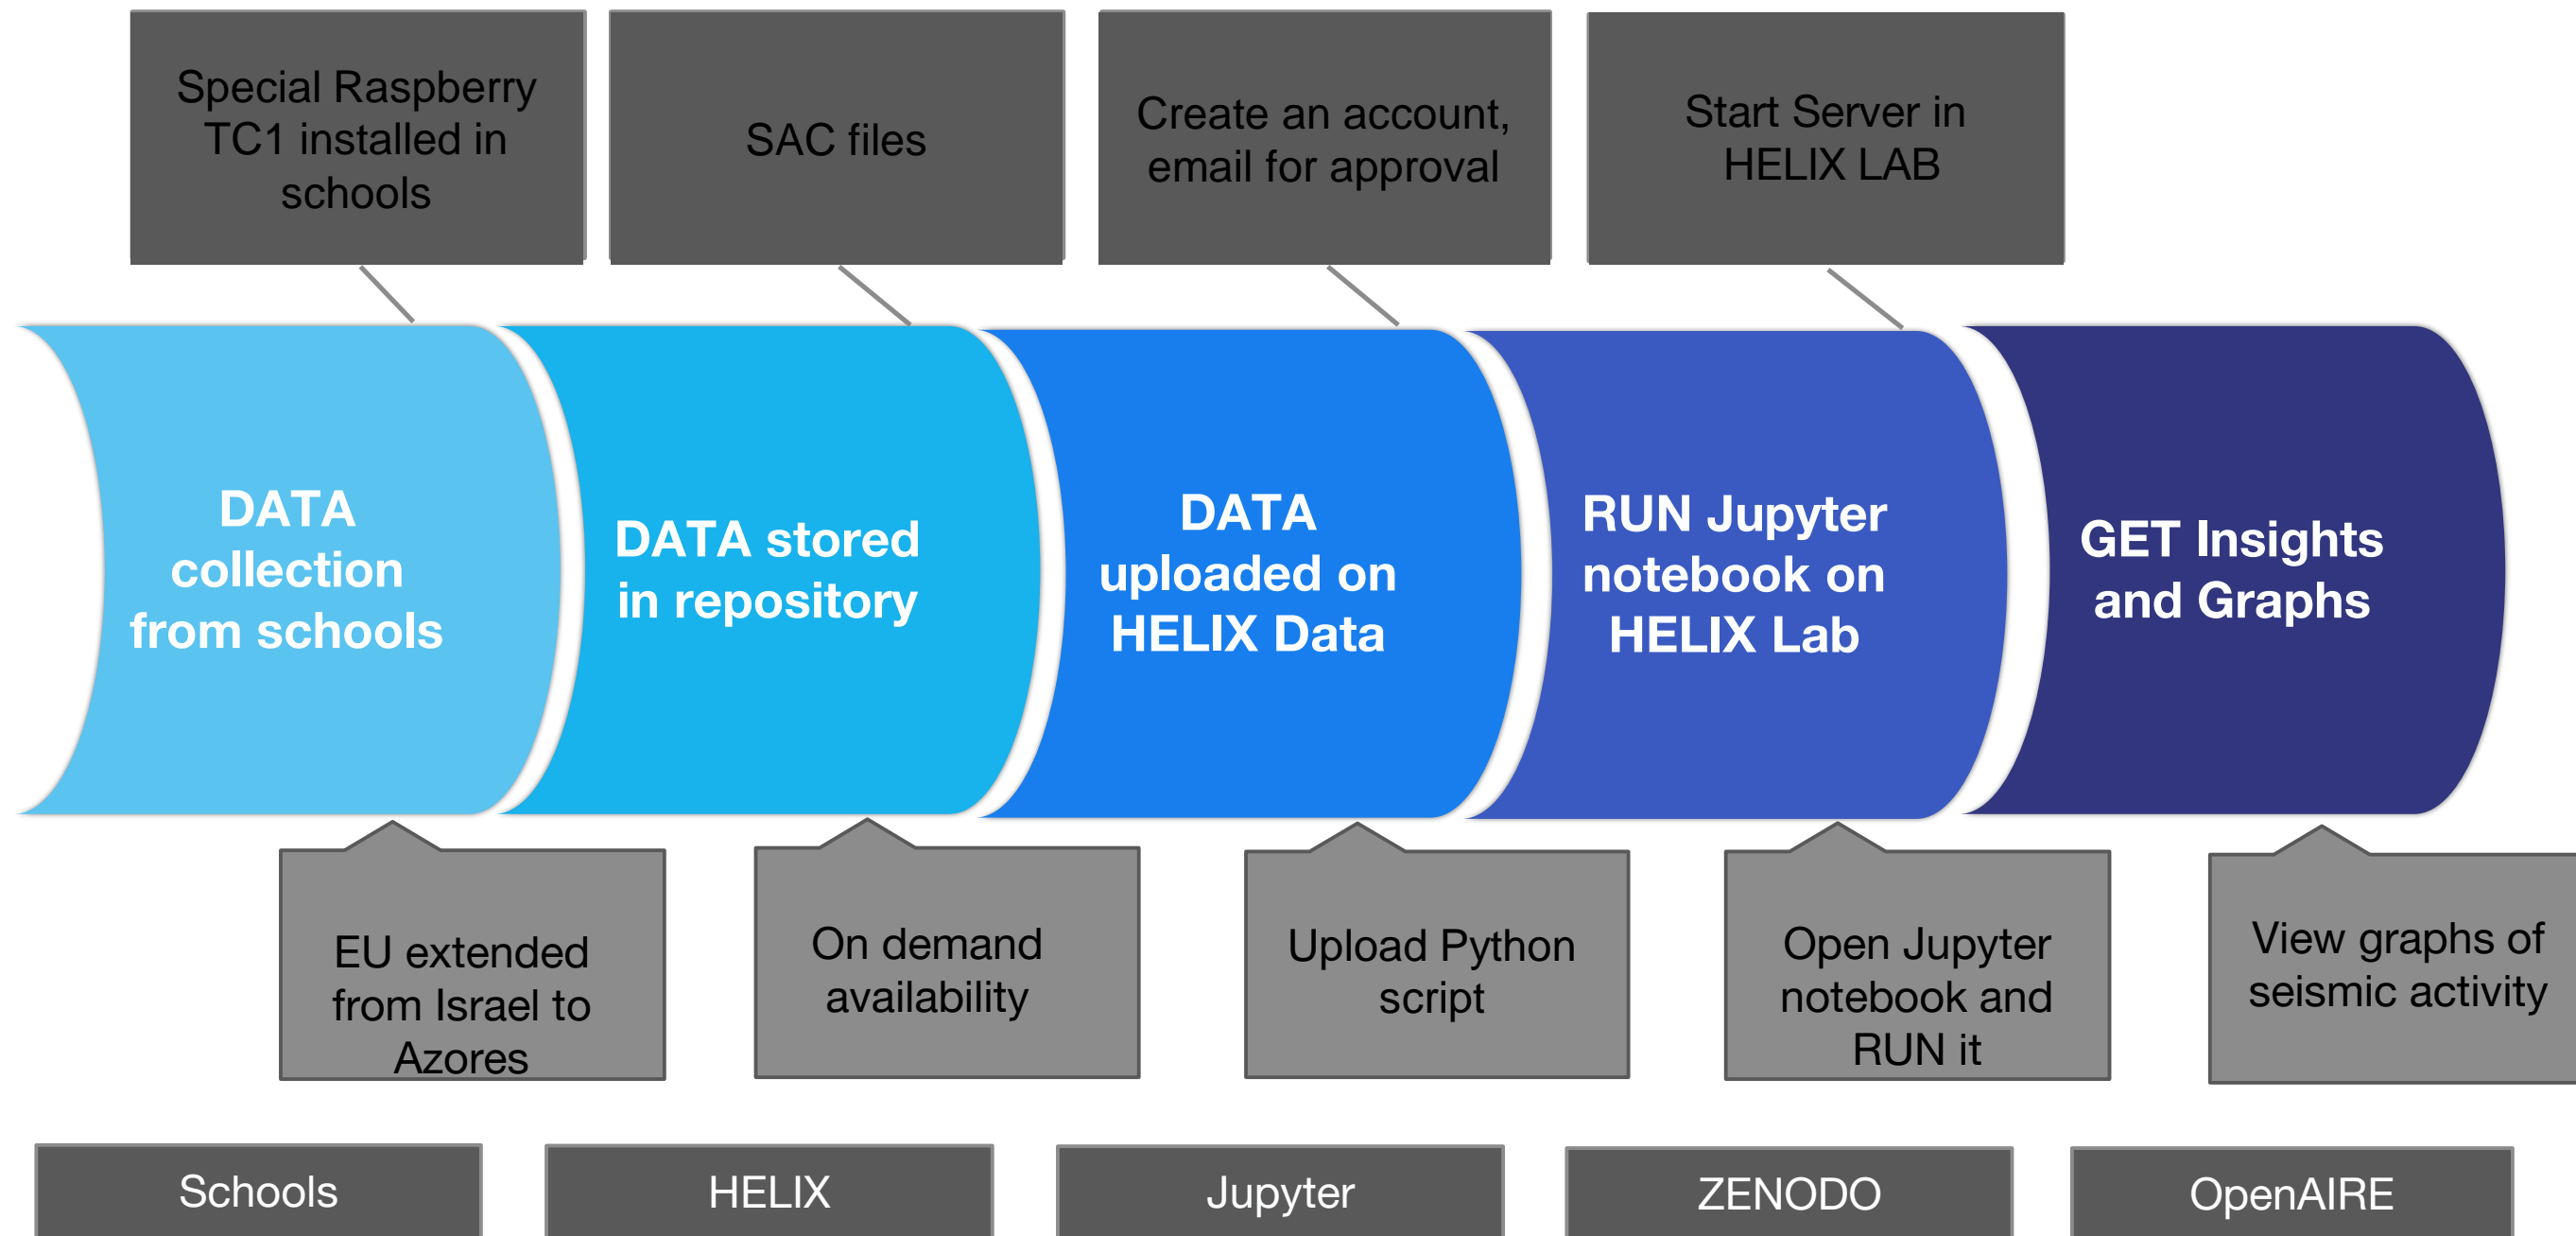 Special Raspberry
TC1 installed in
schools
SAC files
Create an account,
email for approval
Start Server in
HELIX LAB
DATA
collection
from schools
DATA stored
in repository
DATA
uploaded on
HELIX Data
RUN Jupyter
notebook on
HELIX Lab
GET Insights
and Graphs
EU extended
from Israel to
Azores
On demand
availability
Upload Python
script
Open Jupyter
notebook and
RUN it
View graphs of
seismic activity
Schools
HELIX
Jupyter
ZENODO
OpenAIRE